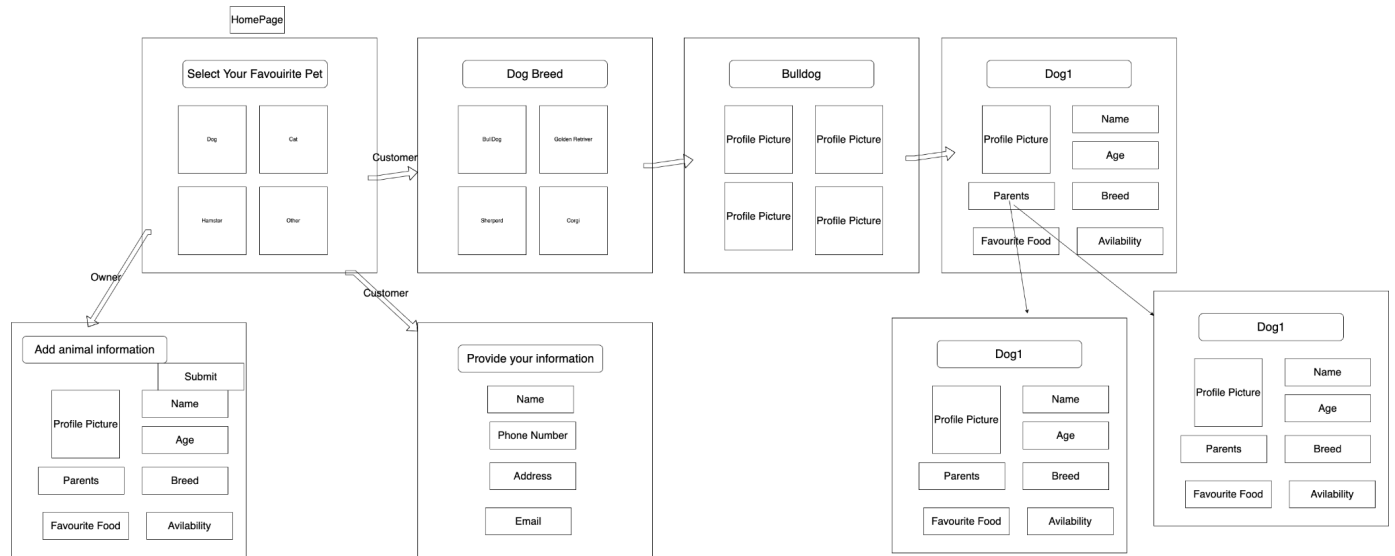 HomePage
Select Your Favouirite Pet
Dog
Cat
Hamster
Other
Customer
Dog Breed
BullDog
Golden Retriver
Sherperd
Corgi
Bulldog
Profile Picture
Profile Picture
Profile Picture
Profile Picture
Dog1
Profile Picture
Name
Age
Parents
Breed
Favourite Food
Avilability
Owner
Customer
Add animal information
Submit
Profile Picture
Name
Age
Parents
Breed
Favourite Food
Avilability
Provide your information
Name
Phone Number
Address
Email
Dog1
Profile Picture
Name
Age
Parents
Breed
Favourite Food
Avilability
Dog1
Profile Picture
Name
Age
Parents
Breed
Favourite Food
Avilability